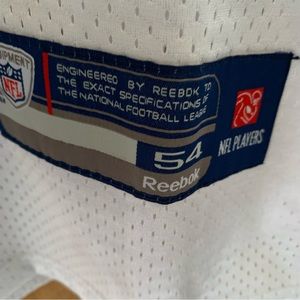 EQUIPMENT
NFL
ENGINEERED BY REEBOK TO
THE EXACT SPECIFICATIONS OF
THE NATIONAL FOOTBALL LEAGUE
54
Reebok
NFL PLAYERS